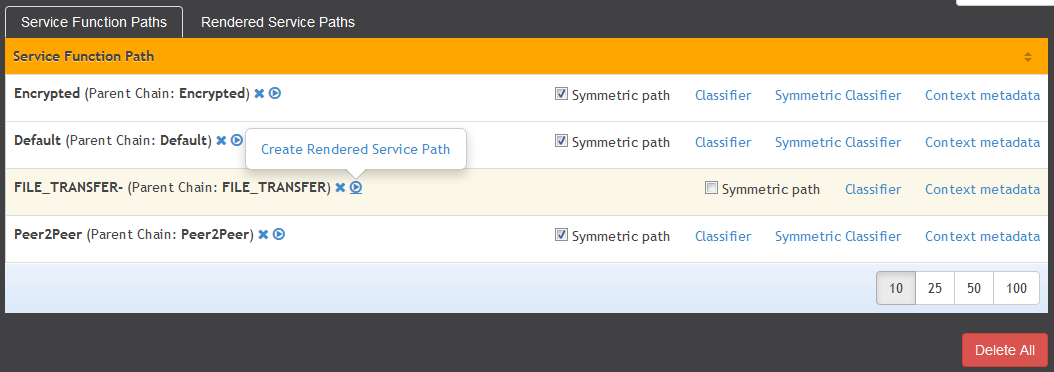 Service Function Paths Rendered Service Paths
Service Function Path
Encrypted (Parent Chain: Encrypted) Symmetric path Classifier Symmetric Classifier Context metadata
Default (Parent Chain: Default) Symmetric path Classifier Symmetric Classifier Context metadata
Create Rendered Service Path
FILE_TRANSFER- (Parent Chain: FILE_TRANSFER) Symmetric path Classifier Context metadata
Peer2Peer (Parent Chain: Peer2Peer) Symmetric path Classifier Symmetric Classifier Context metadata
10 25 50 100
Delete All